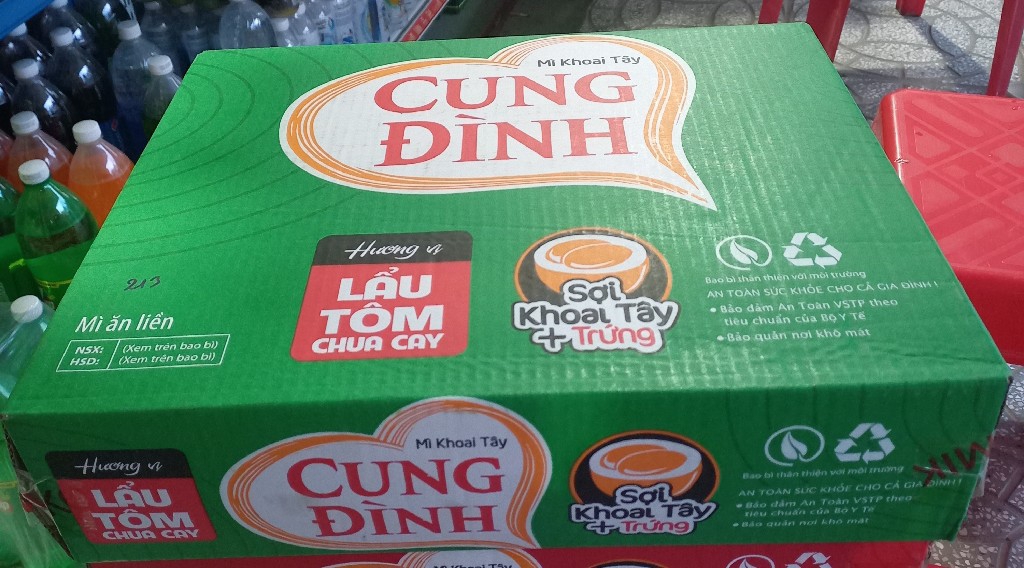 Mì Khoai Tây
CUNG
ĐÌNH
Hương vị
LẨU
TÔM
CHUA CAY
Sợi
Khoai Tây
+Trứng
Bao bì thân thiện với môi trường
AN TOÀN SỨC KHỎE CHO CẢ GIA ĐÌNH !
• Bảo đảm An Toàn VSTP theo
tiêu chuẩn của Bộ Y Tế
• Bảo quản nơi khô mát
213
Mì ăn liền
NSX: (Xem trên bao bì)
HSD: (Xem trên bao bì)
Hương vị
LẨU
TÔM
CHUA CAY
Mì Khoai Tây
CUNG
ĐÌNH
Sợi
Khoai Tây
+Trứng
Bao bì thân thiện với môi trường
AN TOÀN SỨC KHỎE CHO CẢ GIA ĐÌNH !
• Bảo đảm An Toàn VSTP theo
tiêu chuẩn của Bộ Y Tế
• Bảo quản nơi khô mát
Mì Khoai Tây